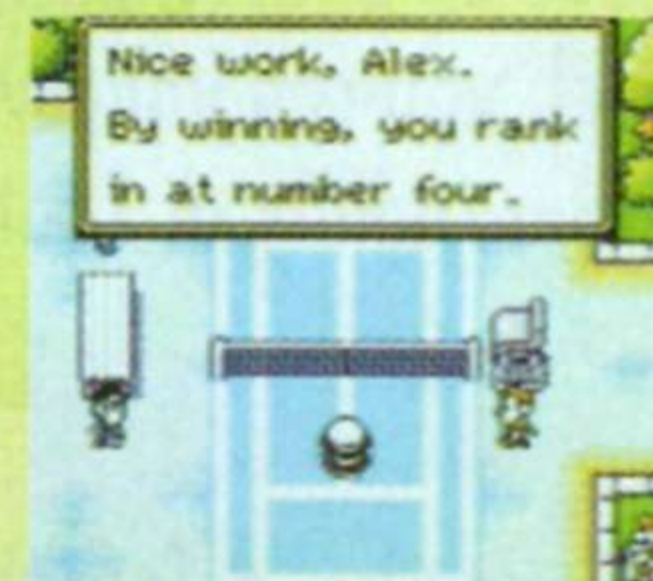 Nice work, Alex.
By winning, you rank
in at number four.